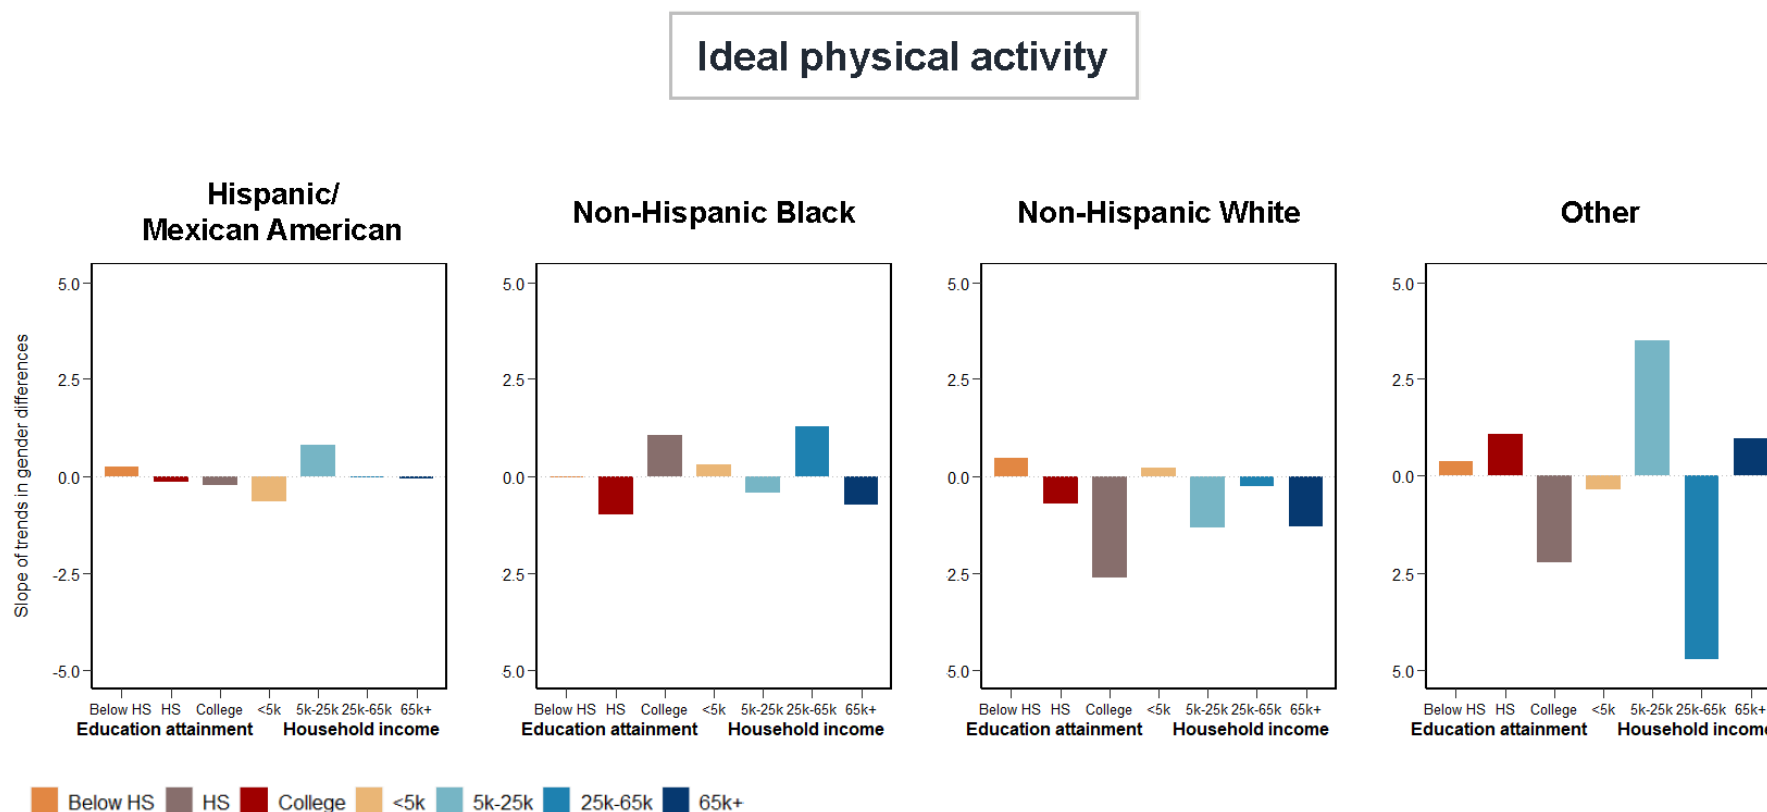 Ideal physical activity
Hispanic/
Mexican American
Non-Hispanic Black
Non-Hispanic White
Other
Slope of trends in gender differences
5.0
2.5
0.0
-2.5
-5.0
Below HS HS College <5k 5k-25k 25k-65k 65k+
Education attainment Household income
5.0
2.5
0.0
2.5
5.0
Below HS HS College <5k 5k-25k 25k-65k 65k+
Education attainment Household income
5.0
2.5
0.0
2.5
5.0
Below HS HS College <5k 5k-25k 25k-65k 65k+
Education attainment Household income
5.0
2.5
0.0
2.5
5.0
Below HS HS College <5k 5k-25k 25k-65k 65k+
Education attainment Household income
Below HS HS College <5k 5k-25k 25k-65k 65k+